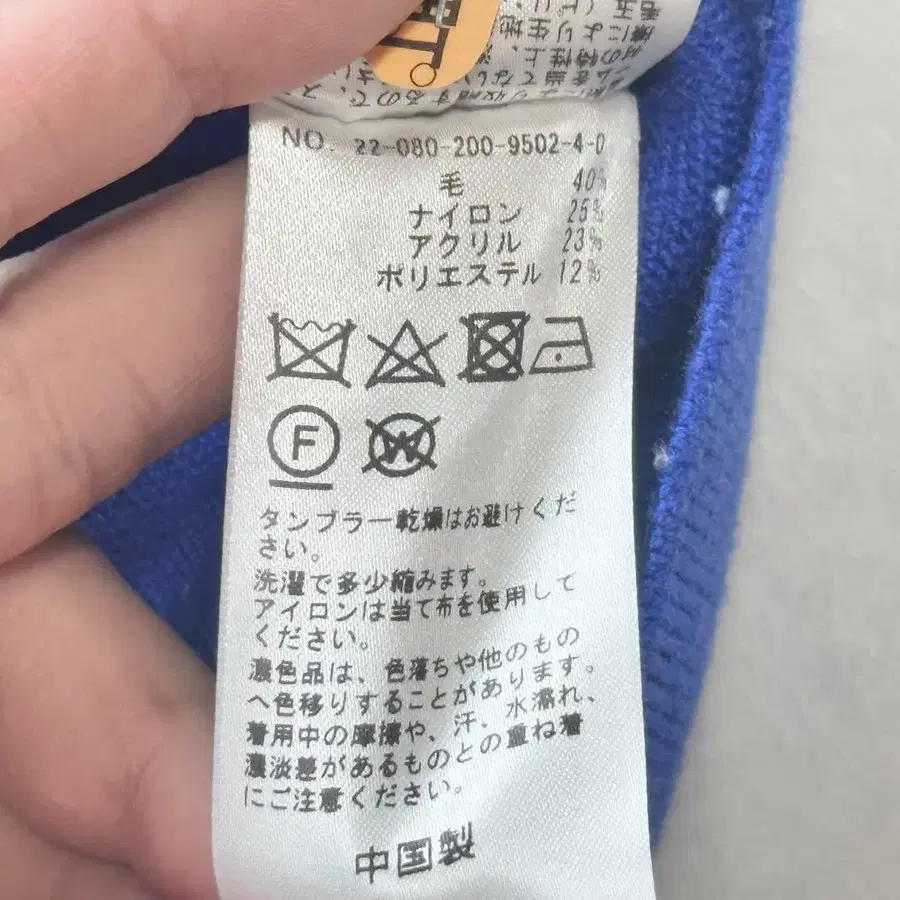 NO. 22-080-200-9502-4-0
毛 40%
ナイロン 25%
アクリル 23%
ポリエステル 12%
F
W
タンブラー乾燥はお避けくだ
さい。
洗濯で多少縮みます。
アイロンは当て布を使用して
ください。
濃色品は、色落ちや他のもの
へ色移りすることがあります。
着用中の摩擦や、汗、水濡れ、
濃淡差があるものとの重ね着
にご注意ください。
中国製